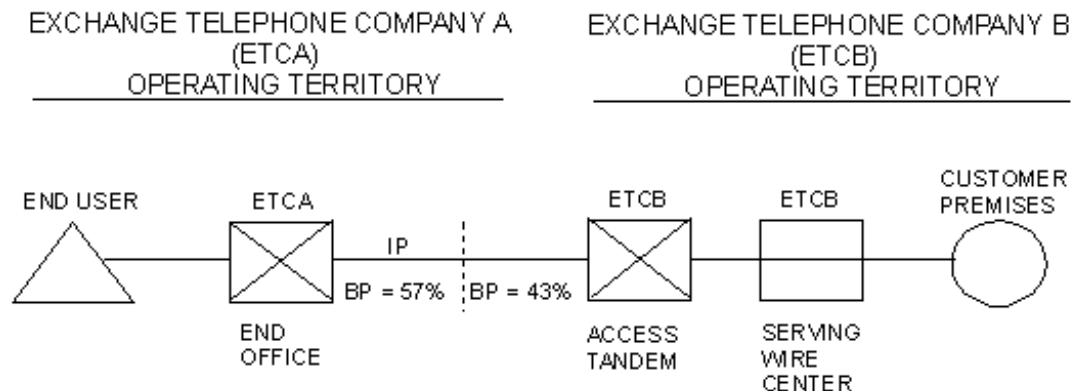 EXCHANGE TELEPHONE COMPANY A
(ETCA)
OPERATING TERRITORY
EXCHANGE TELEPHONE COMPANY B
(ETCB)
OPERATING TERRITORY
END USER
ETCA
ETCB
ETCB
CUSTOMER
PREMISES
IP
BP = 57%
BP = 43%
END
OFFICE
ACCESS
TANDEM
SERVING
WIRE
CENTER